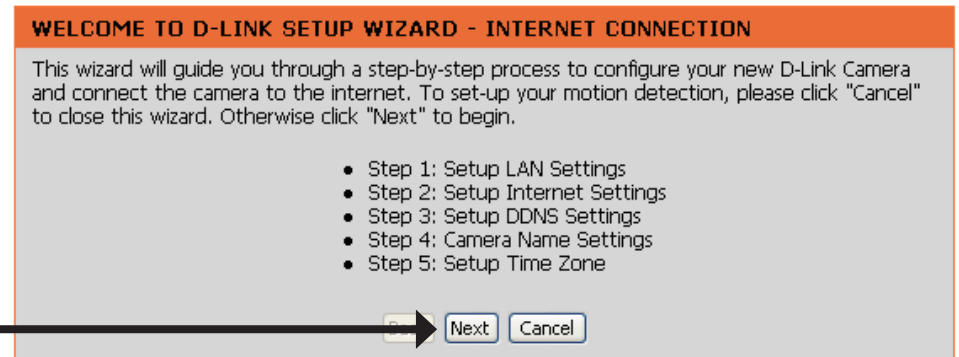 WELCOME TO D-LINK SETUP WIZARD - INTERNET CONNECTION
This wizard will guide you through a step-by-step process to configure your new D-Link Camera
and connect the camera to the internet. To set-up your motion detection, please click "Cancel"
to close this wizard. Otherwise click "Next" to begin.
• Step 1: Setup LAN Settings
• Step 2: Setup Internet Settings
• Step 3: Setup DDNS Settings
• Step 4: Camera Name Settings
• Step 5: Setup Time Zone
Next Cancel